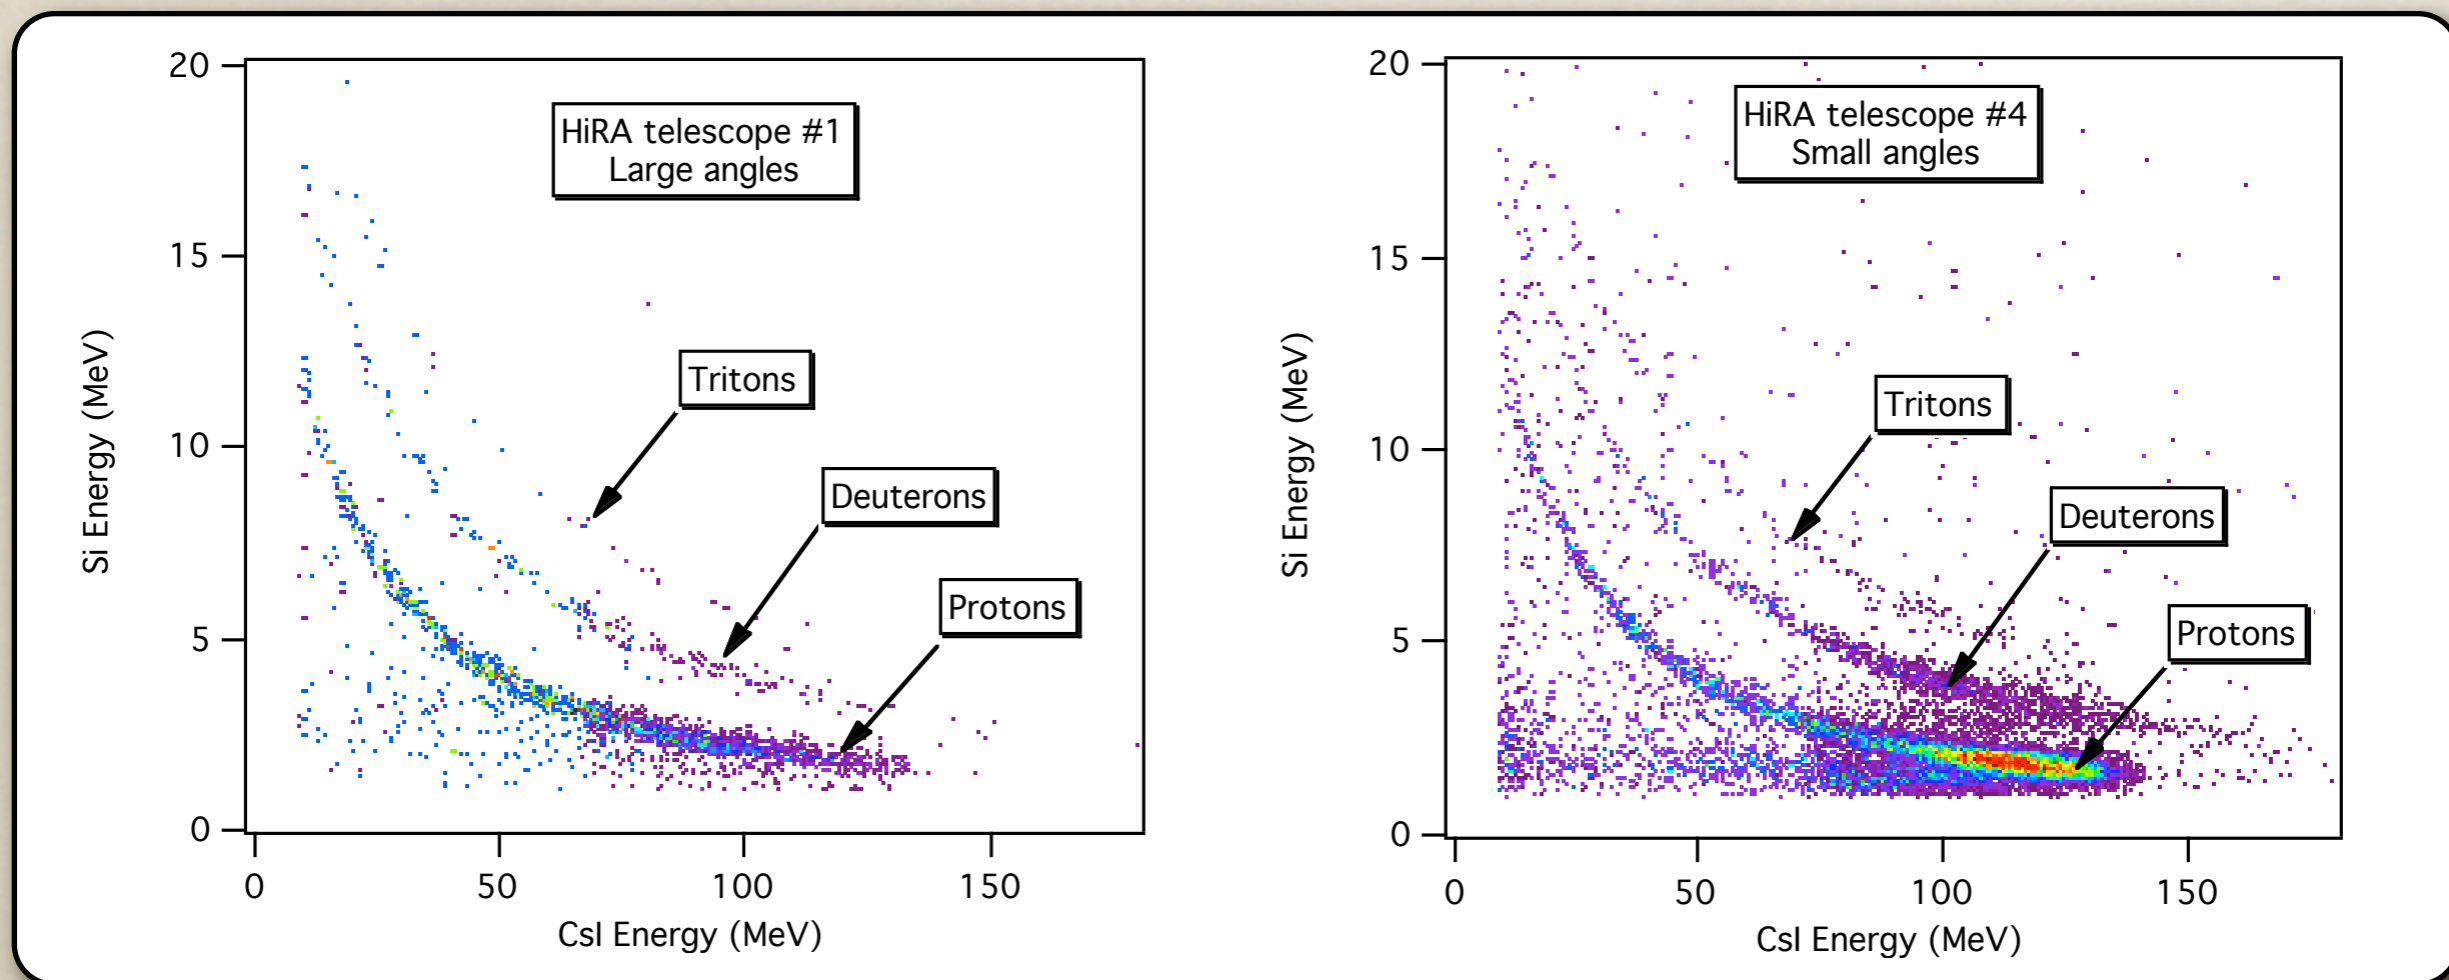 20
15
10
5
0
Si Energy (MeV)
HiRA telescope #1
Large angles
Tritons
Deuterons
Protons
0 50 100 150
CsI Energy (MeV)
20
15
10
5
0
Si Energy (MeV)
HiRA telescope #4
Small angles
Tritons
Deuterons
Protons
0 50 100 150
CsI Energy (MeV)